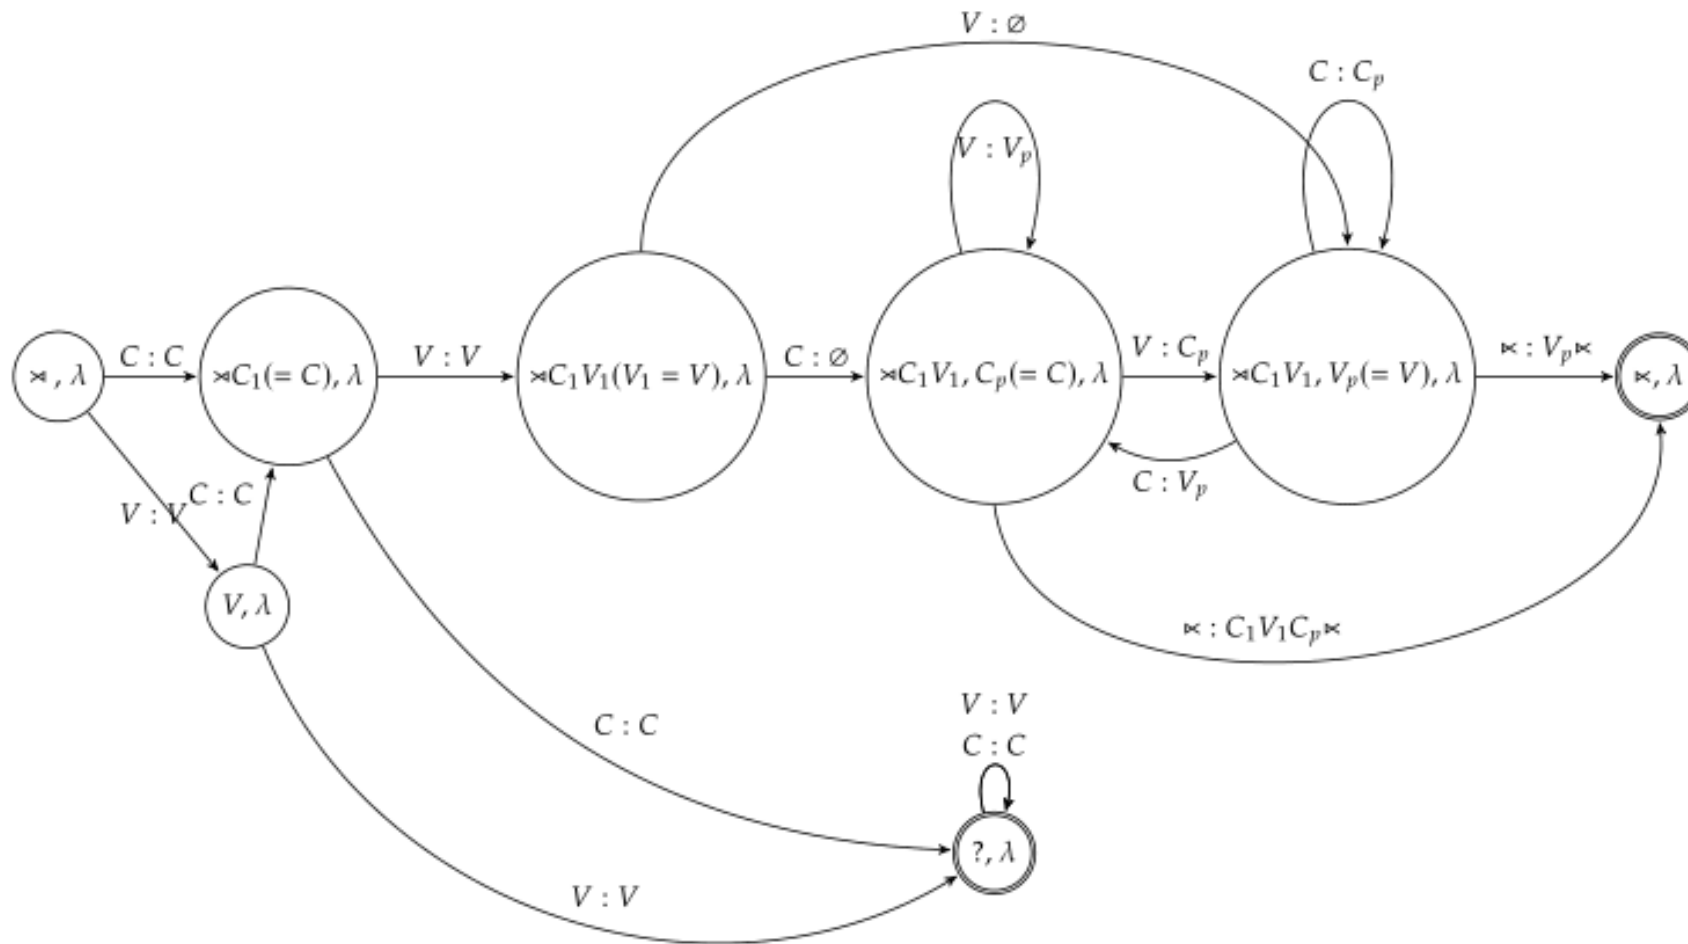 V : ∅
C : C_p
V : V_p
C : C
V : V
C : ∅
V : C_p
⋉ : V_p⋉
⋊, λ
⋊C_1(= C), λ
⋊C_1V_1(V_1 = V), λ
⋊C_1V_1, C_p(= C), λ
⋊C_1V_1, V_p(= V), λ
⋉, λ
C : V_p
V : V
C : C
V, λ
⋉ : C_1V_1C_p⋉
C : C
V : V
C : C
?, λ
V : V